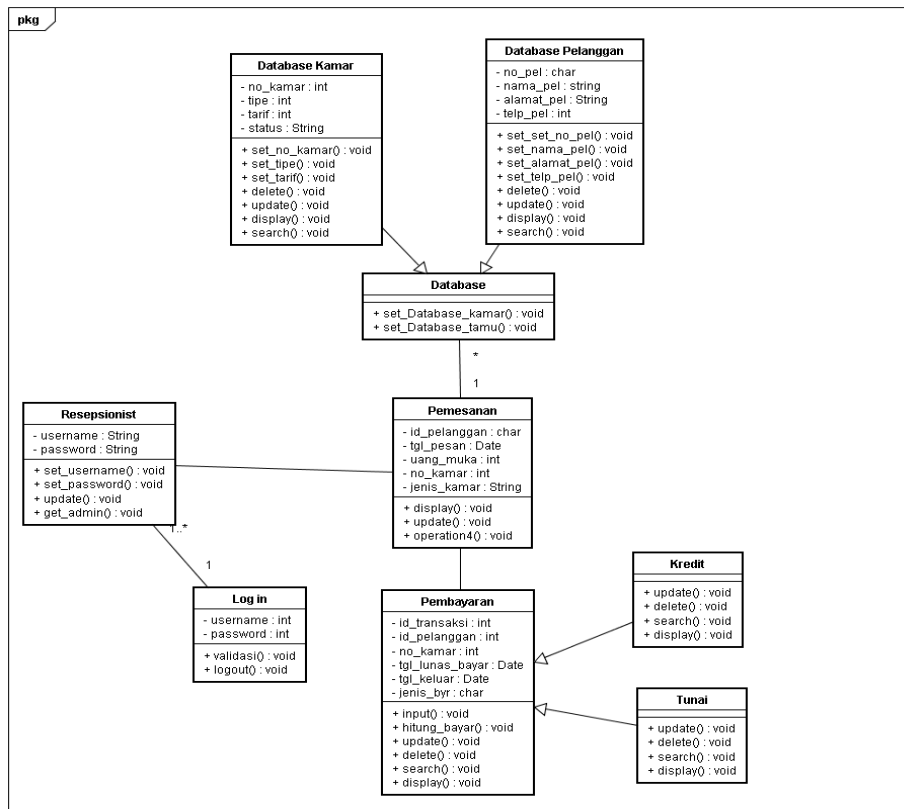 pkg
Database Kamar
- no_kamar : int
- tipe : int
- tarif : int
- status : String
+ set_no_kamar() : void
+ set_tipe() : void
+ set_tarif() : void
+ delete() : void
+ update() : void
+ display() : void
+ search() : void
Database Pelanggan
- no_pel : char
- nama_pel : string
- alamat_pel : String
- telp_pel : int
+ set_set_no_pel() : void
+ set_nama_pel() : void
+ set_alamat_pel() : void
+ set_telp_pel() : void
+ delete() : void
+ update() : void
+ display() : void
+ search() : void
Database
+ set_Database_kamar() : void
+ set_Database_tamu() : void
*
1
Resepsionist
- username : String
- password : String
+ set_username() : void
+ set_password() : void
+ update() : void
+ get_admin() : void
Pemesanan
- id_pelanggan : char
- tgl_pesan : Date
- uang_muka : int
- no_kamar : int
- jenis_kamar : String
+ display() : void
+ update() : void
+ operation4() : void
1..*
1
Log in
- username : int
- password : int
+ validasi() : void
+ logout() : void
Pembayaran
- id_transaksi : int
- id_pelanggan : int
- no_kamar : int
- tgl_lunas_bayar : Date
- tgl_keluar : Date
- jenis_byr : char
+ input() : void
+ hitung_bayar() : void
+ update() : void
+ delete() : void
+ search() : void
+ display() : void
Kredit
+ update() : void
+ delete() : void
+ search() : void
+ display() : void
Tunai
+ update() : void
+ delete() : void
+ search() : void
+ display() : void